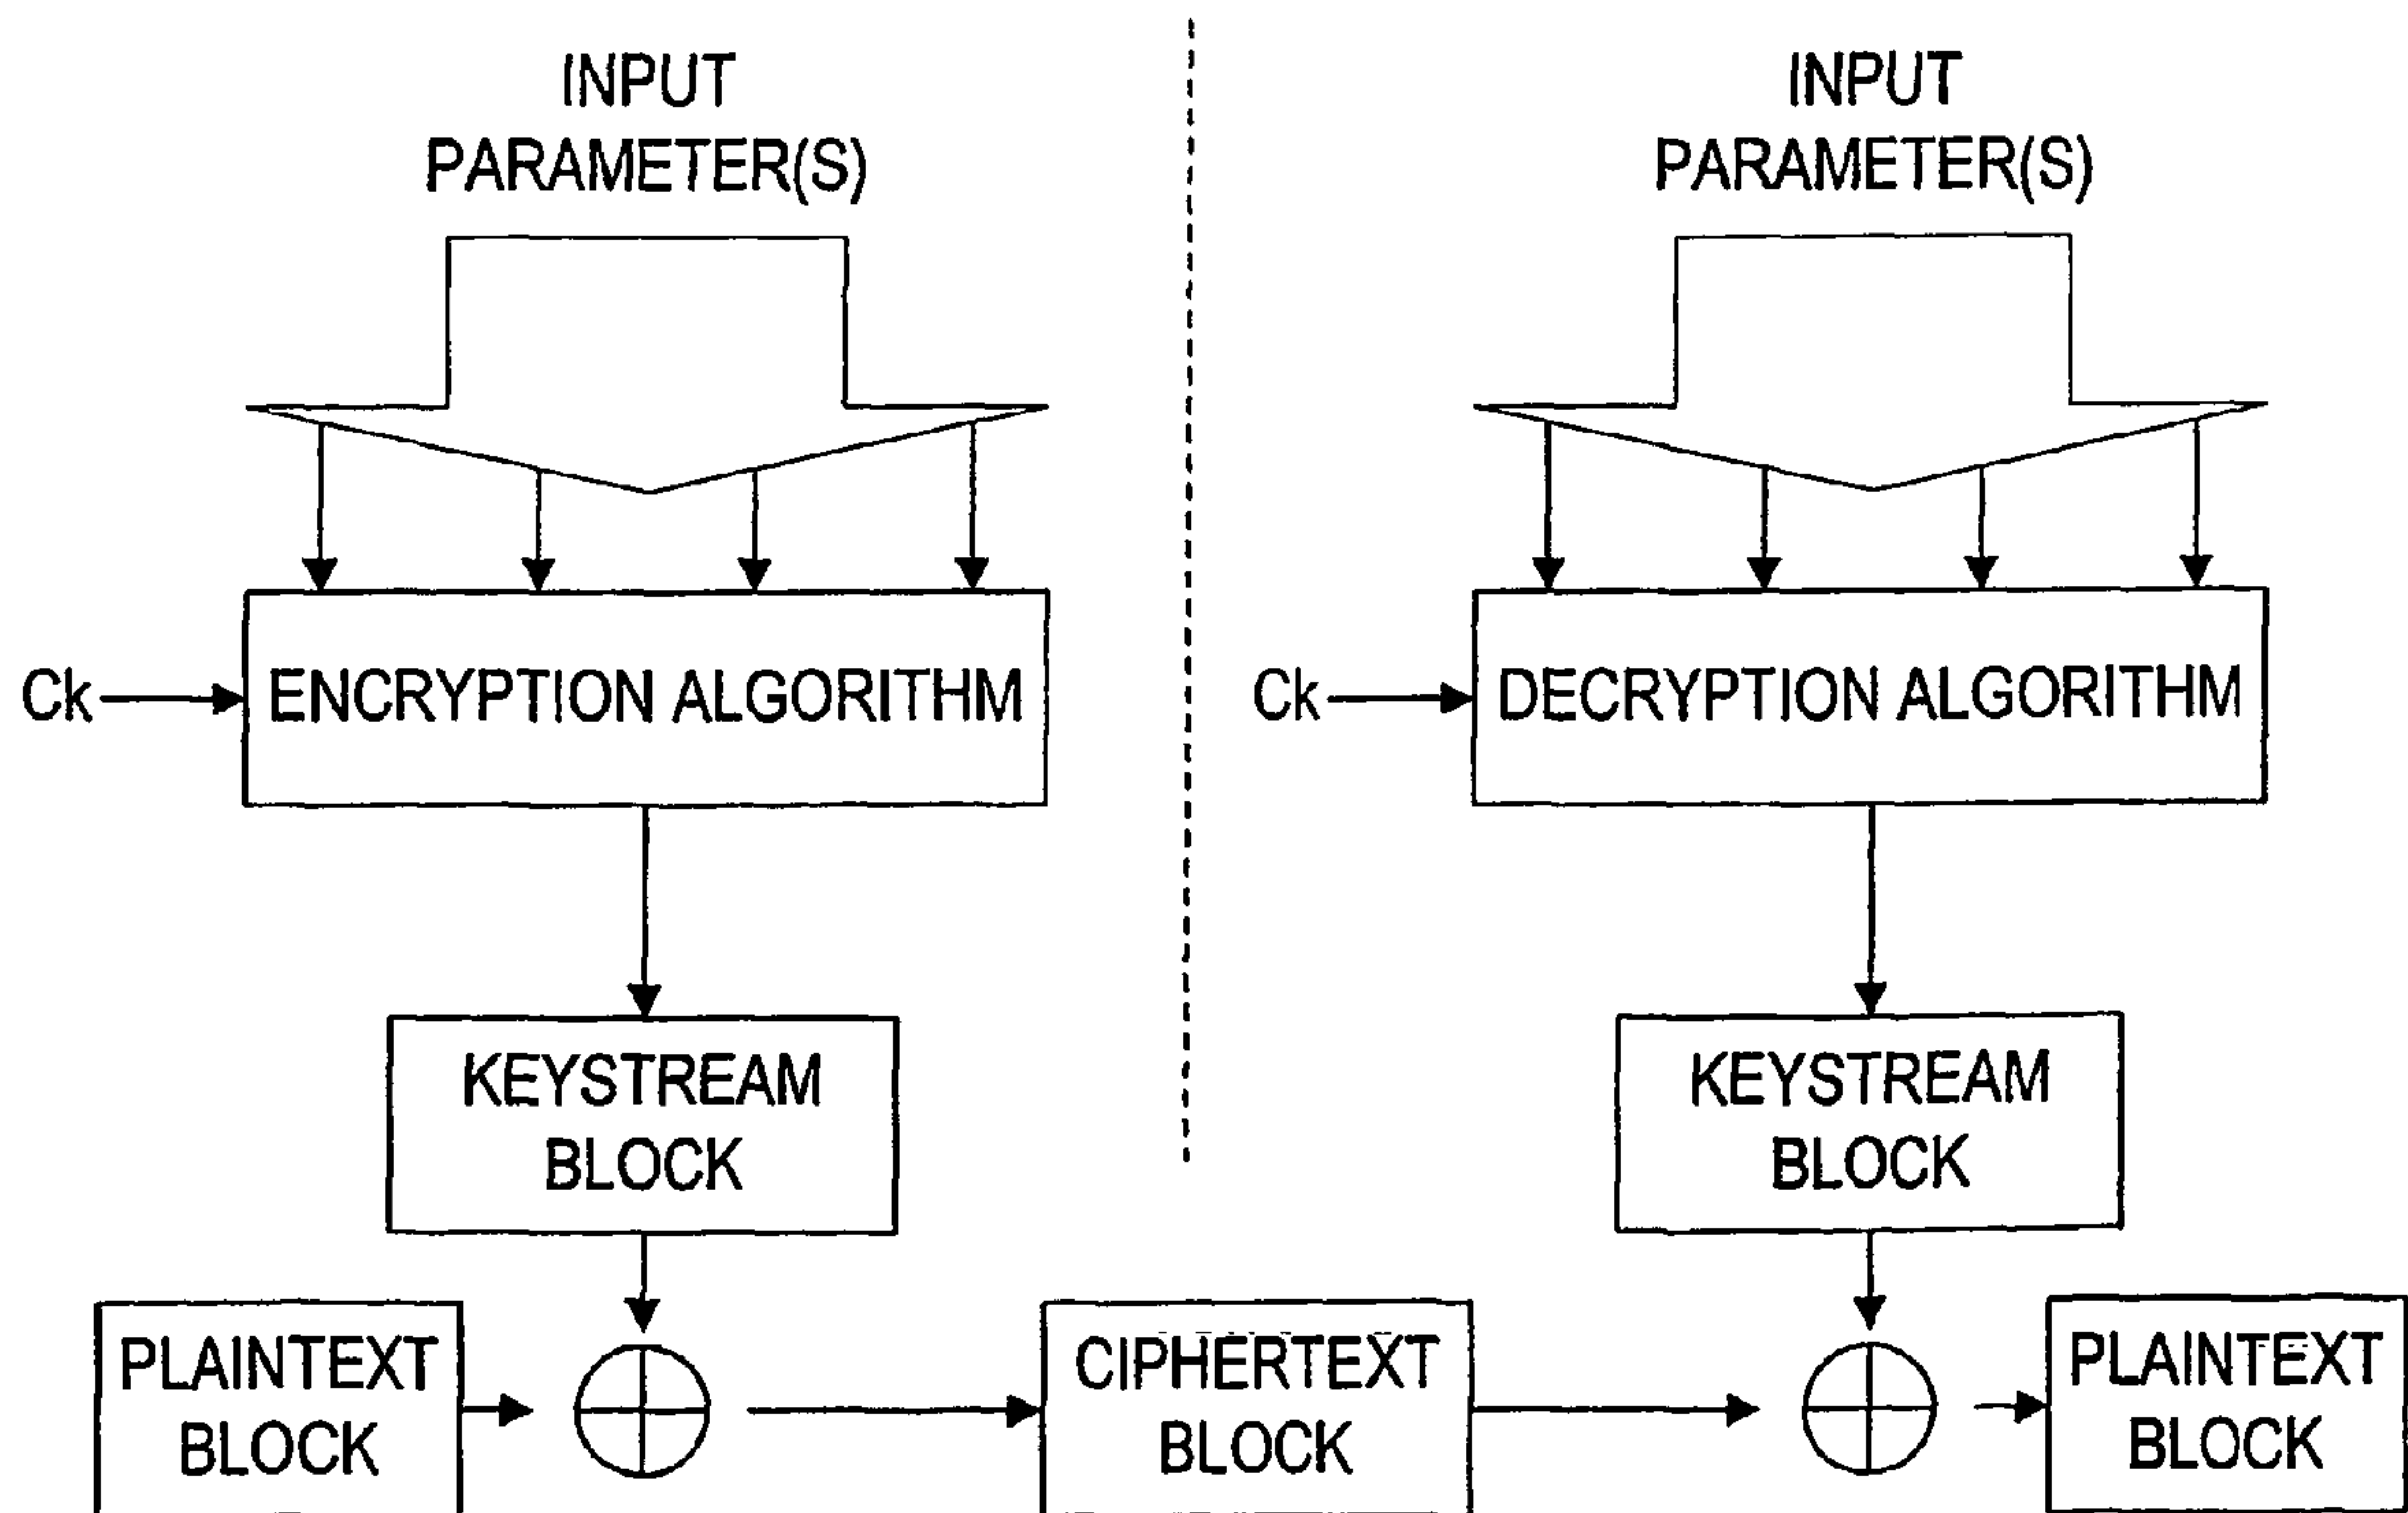 INPUT
PARAMETER(S)
Ck
ENCRYPTION ALGORITHM
KEYSTREAM
BLOCK
PLAINTEXT
BLOCK
CIPHERTEXT
BLOCK
INPUT
PARAMETER(S)
Ck
DECRYPTION ALGORITHM
KEYSTREAM
BLOCK
PLAINTEXT
BLOCK